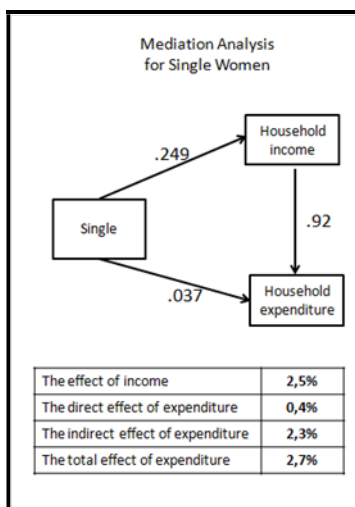 Mediation Analysis
for Single Women
Household
income
.249
Single
.92
.037
Household
expenditure
The effect of income 2,5%
The direct effect of expenditure 0,4%
The indirect effect of expenditure 2,3%
The total effect of expenditure 2,7%